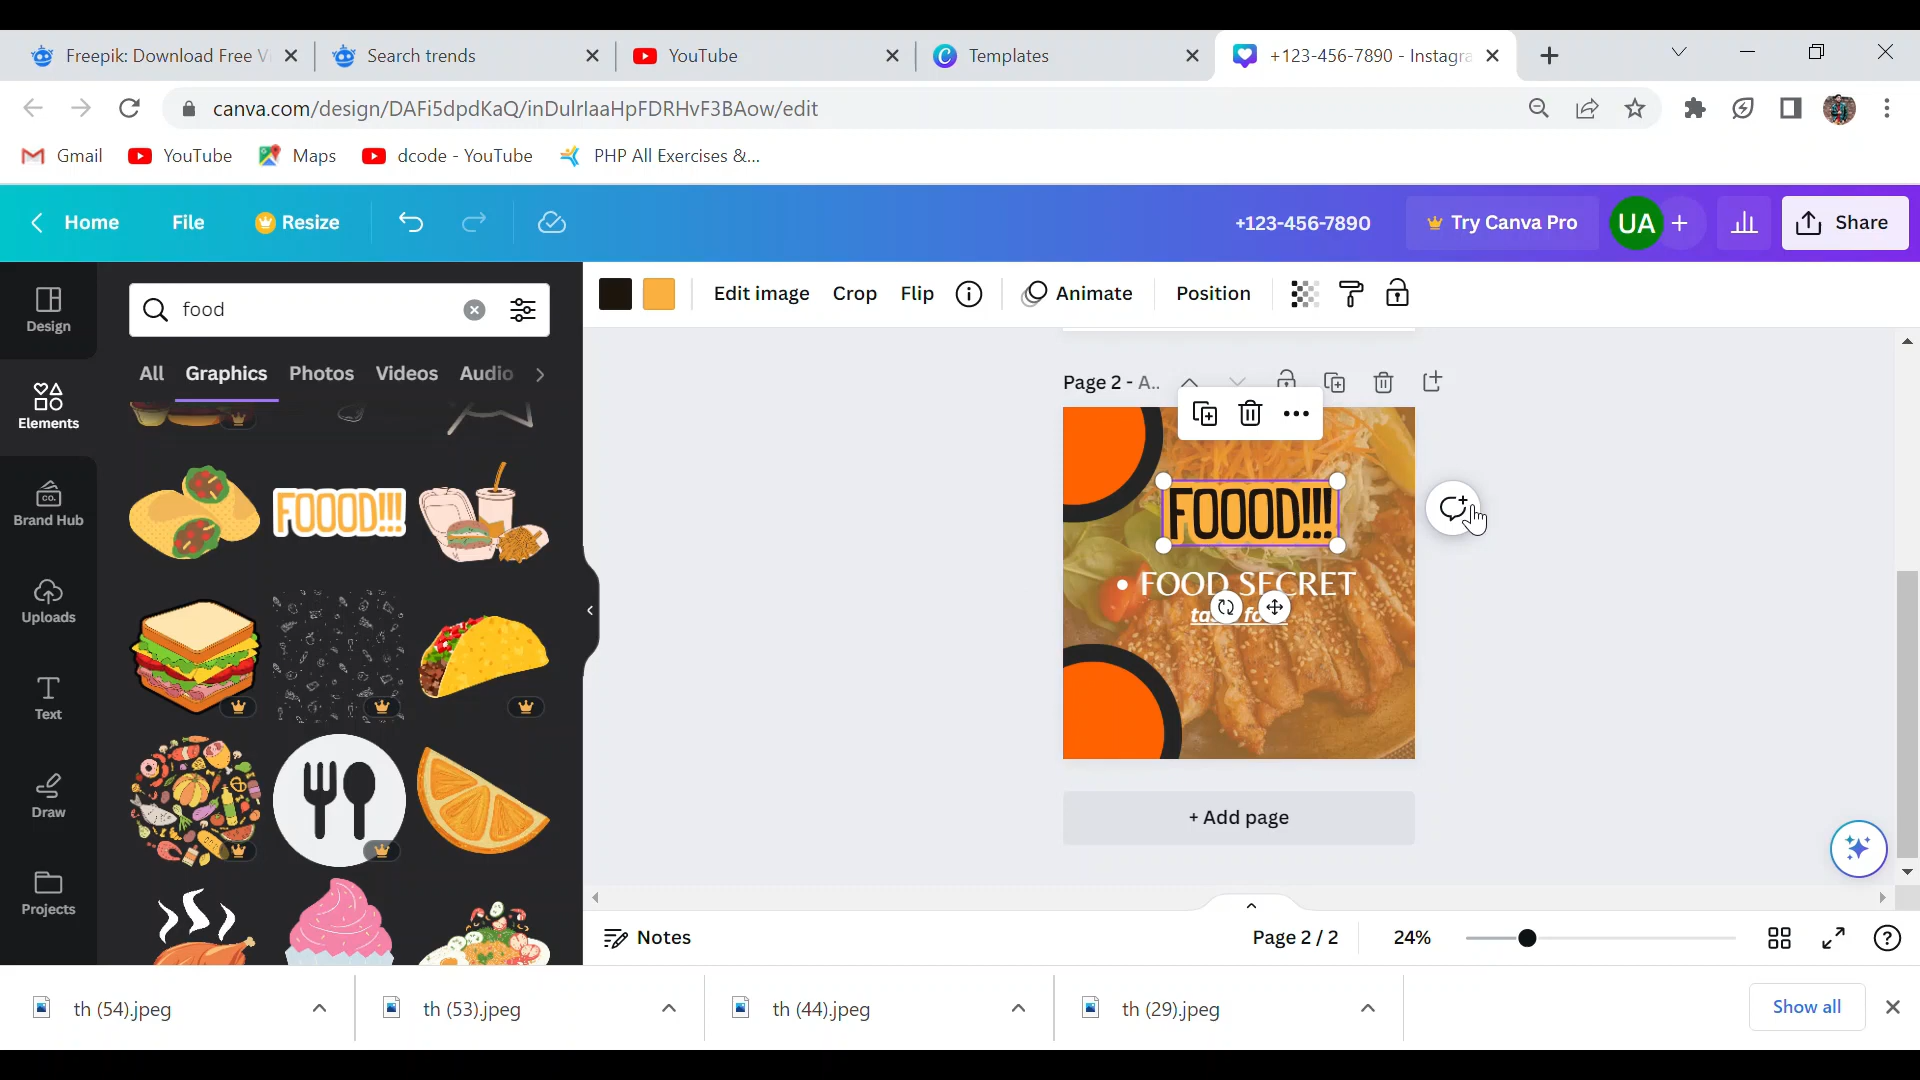 Freepik: Download Free V
Search trends
YouTube
Templates
+123-456-7890 - Instagra
canva.com/design/DAFi5dpdKaQ/inDulrlaaHpFDRHvF3BAow/edit
Gmail
YouTube
Maps
dcode - YouTube
PHP All Exercises &...
Home
File
Resize
+123-456-7890
Try Canva Pro
UA
Share
Design
Elements
Brand Hub
Uploads
Text
Draw
Projects
food
All
Graphics
Photos
Videos
Audio
FOOOD!!!
Edit image
Crop
Flip
Animate
Position
Page 2 - A..
FOOOD!!!
• FOOD SECRET
+ Add page
Notes
Page 2 / 2
24%
th (54).jpeg
th (53).jpeg
th (44).jpeg
th (29).jpeg
Show all